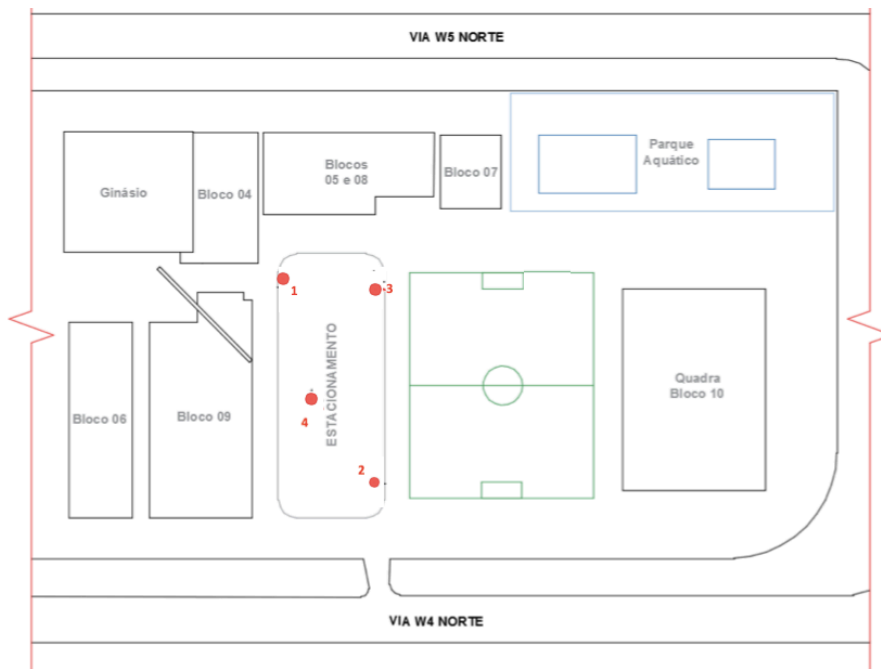 VIA W5 NORTE
Ginásio
Bloco 04
Blocos
05 e 08
Bloco 07
Parque
Aquático
1
3
ESTACIONAMENTO
4
2
Bloco 06
Bloco 09
Quadra
Bloco 10
VIA W4 NORTE